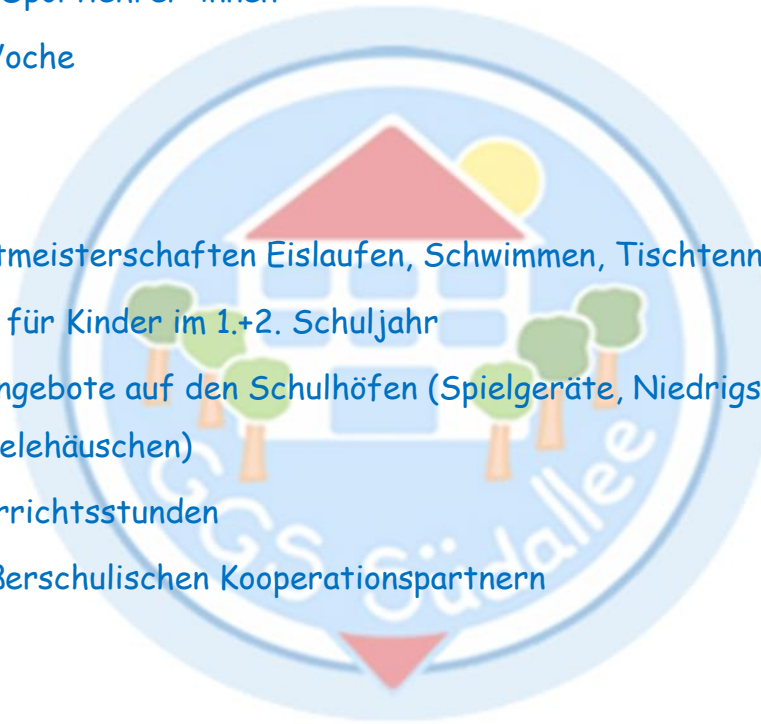 Woche
tmeisterschaften Eislaufen, Schwimmen, Tischtenn
für Kinder im 1.+2. Schuljahr
ngebote auf den Schulhöfen (Spielgeräte, Niedrigs
elehäuschen)
rrichtsstunden
ßerschulischen Kooperationspartnern
GGS Südallee